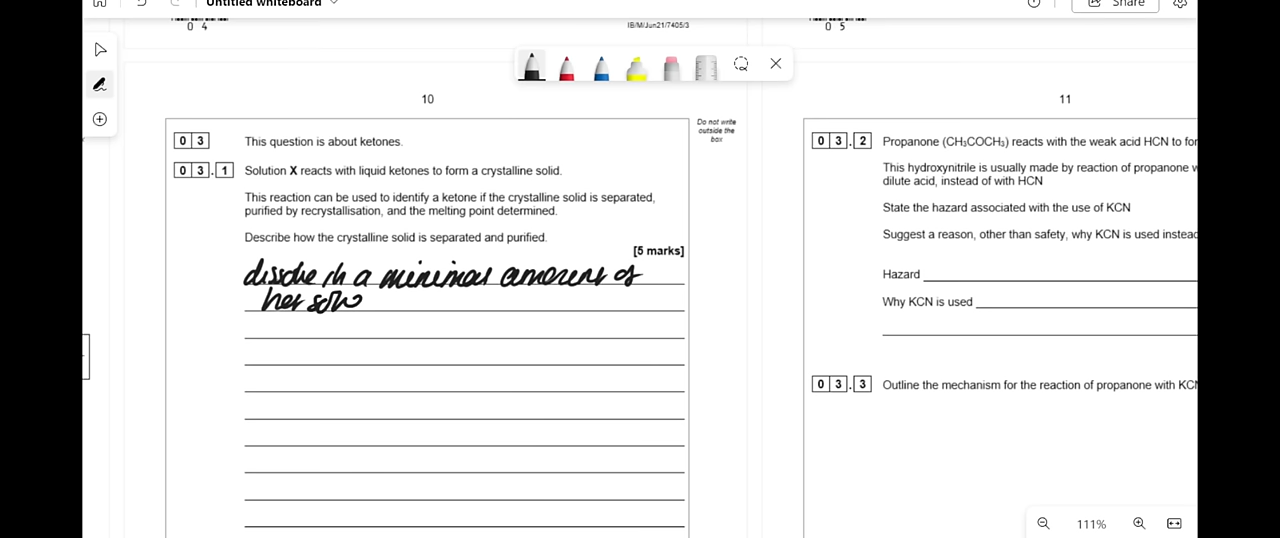 Untitled whiteboard
Share
0 4
IB/M/Jun21/7405/3
0 5
10
Do not write
outside the
box
0 3 This question is about ketones.
0 3 . 1 Solution X reacts with liquid ketones to form a crystalline solid.
This reaction can be used to identify a ketone if the crystalline solid is separated,
purified by recrystallisation, and the melting point determined.
Describe how the crystalline solid is separated and purified.
[5 marks]
in a minimal amount of
11
0 3 . 2 Propanone (CH₃COCH₃) reacts with the weak acid HCN to for
This hydroxynitrile is usually made by reaction of propanone w
dilute acid, instead of with HCN
State the hazard associated with the use of KCN
Suggest a reason, other than safety, why KCN is used instead
Hazard
Why KCN is used
0 3 . 3 Outline the mechanism for the reaction of propanone with KCN
111%